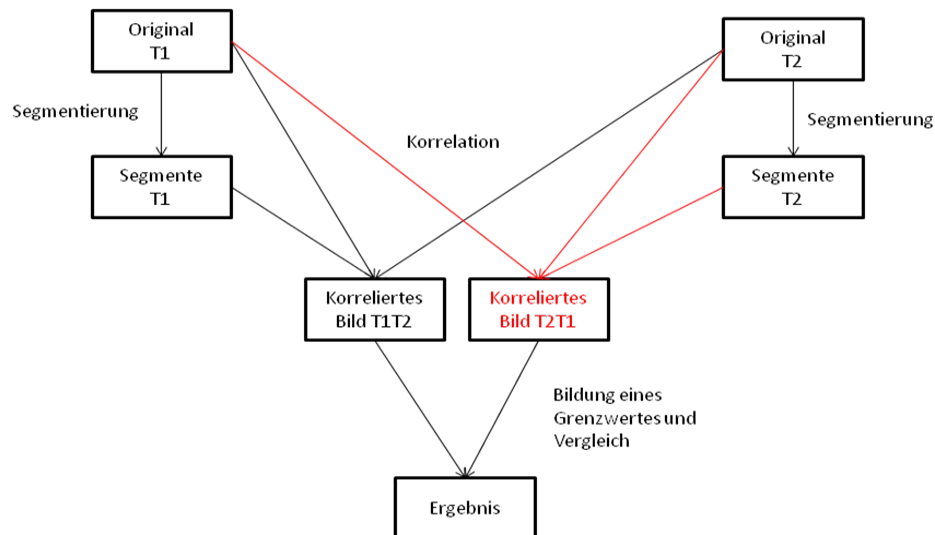 Original
T1
Original
T2
Segmentierung
Segmentierung
Korrelation
Segmente
T1
Segmente
T2
Korreliertes
Bild T1T2
Korreliertes
Bild T2T1
Bildung eines
Grenzwertes und
Vergleich
Ergebnis